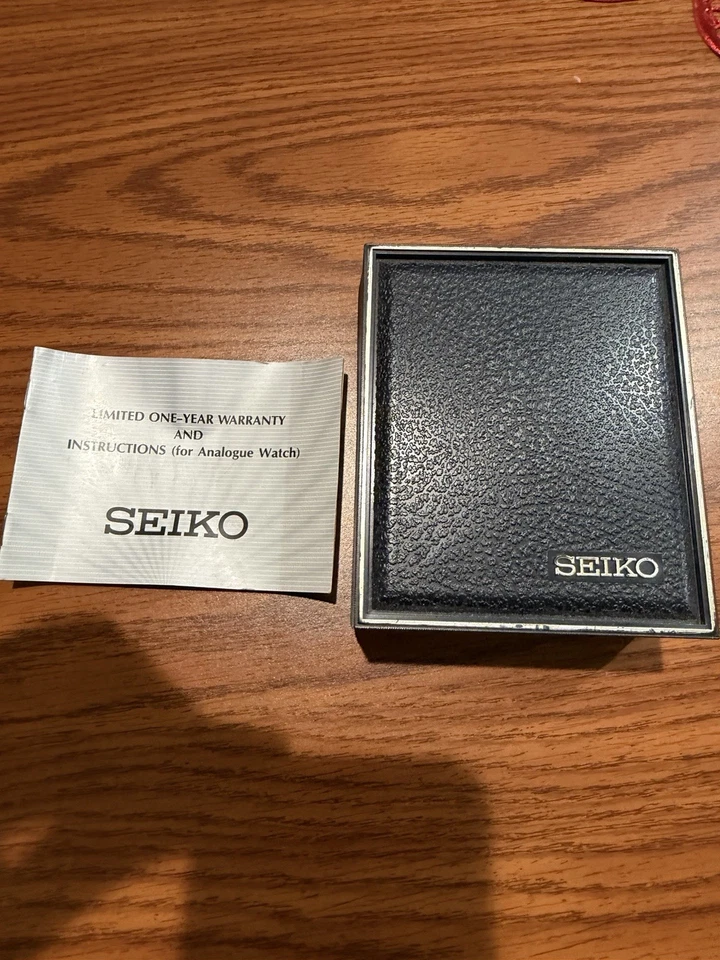 LIMITED ONE-YEAR WARRANTY
AND
INSTRUCTIONS (for Analogue Watch)
SEIKO
SEIKO